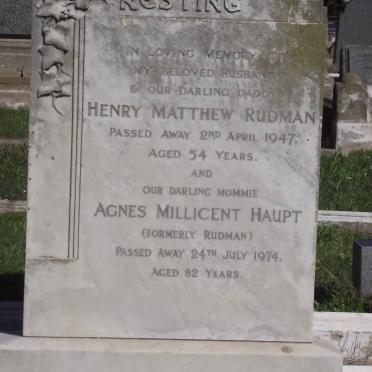 RESTING
IN LOVING MEMORY OF
MY BELOVED HUSBAND
& OUR DARLING DADDY
HENRY MATTHEW RUDMAN
PASSED AWAY 2ND APRIL 1947.
AGED 54 YEARS.
AND
OUR DARLING MOMMIE
AGNES MILLICENT HAUPT
(FORMERLY RUDMAN)
PASSED AWAY 24TH JULY 1974.
AGED 82 YEARS.